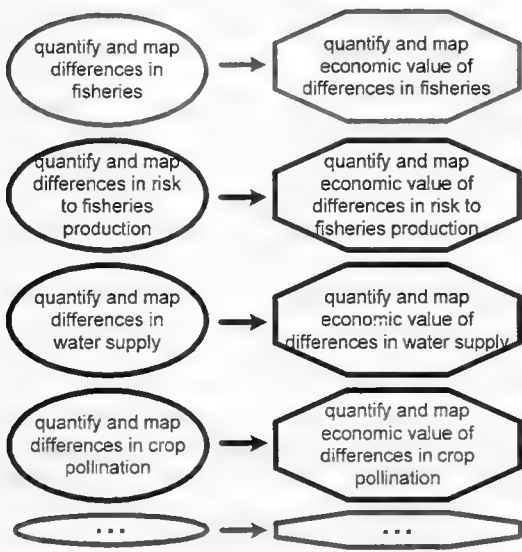 quantify and map
differences in
fisheries
quantify and map
economic value of
differences in fisheries
quantify and map
differences in risk
to fisheries
production
quantify and map
economic value of
differences in risk to
fisheries production
quantify and map
differences in
water supply
quantify and map
economic value of
differences in water supply
quantify and map
differences in crop
pollination
quantify and map
economic value of
differences in crop
pollination
...
...